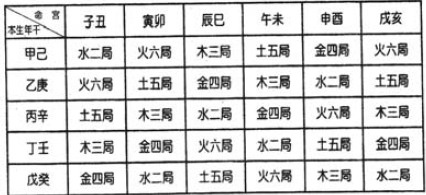 命宮 本生年干 子丑 寅卯 辰巳 午未 申酉 戌亥
甲己 水二局 火六局 木三局 土五局 金四局 火六局
乙庚 火六局 土五局 金四局 木三局 水二局 土五局
丙辛 土五局 木三局 水二局 金四局 火六局 木三局
丁壬 木三局 金四局 火六局 水二局 土五局 金四局
戊癸 金四局 水二局 土五局 火六局 木三局 水二局